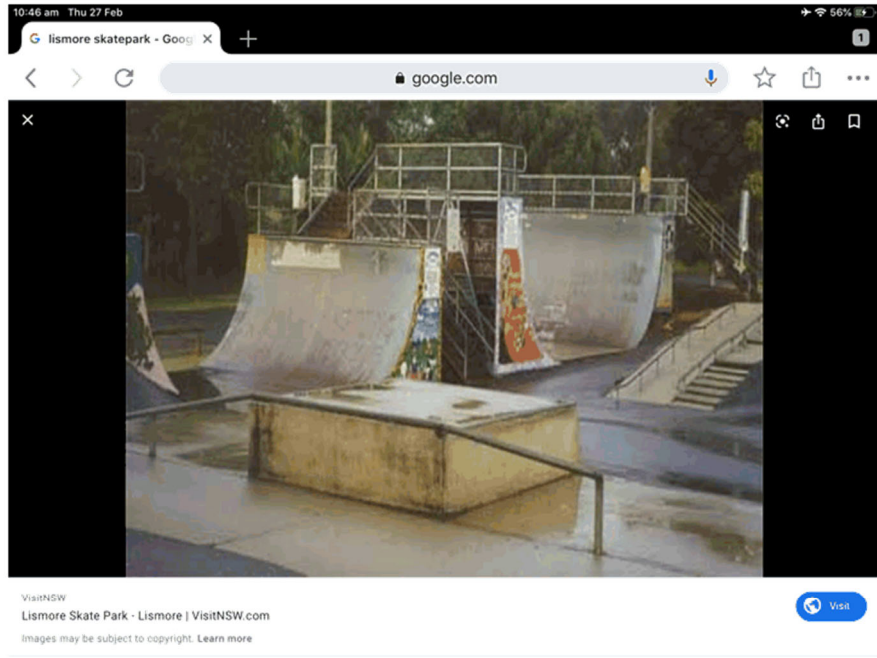 10:46 am Thu 27 Feb
56%
lismore skatepark - Goog
1
google.com
VisitNSW
Lismore Skate Park - Lismore | VisitNSW.com
Visit
Images may be subject to copyright. Learn more